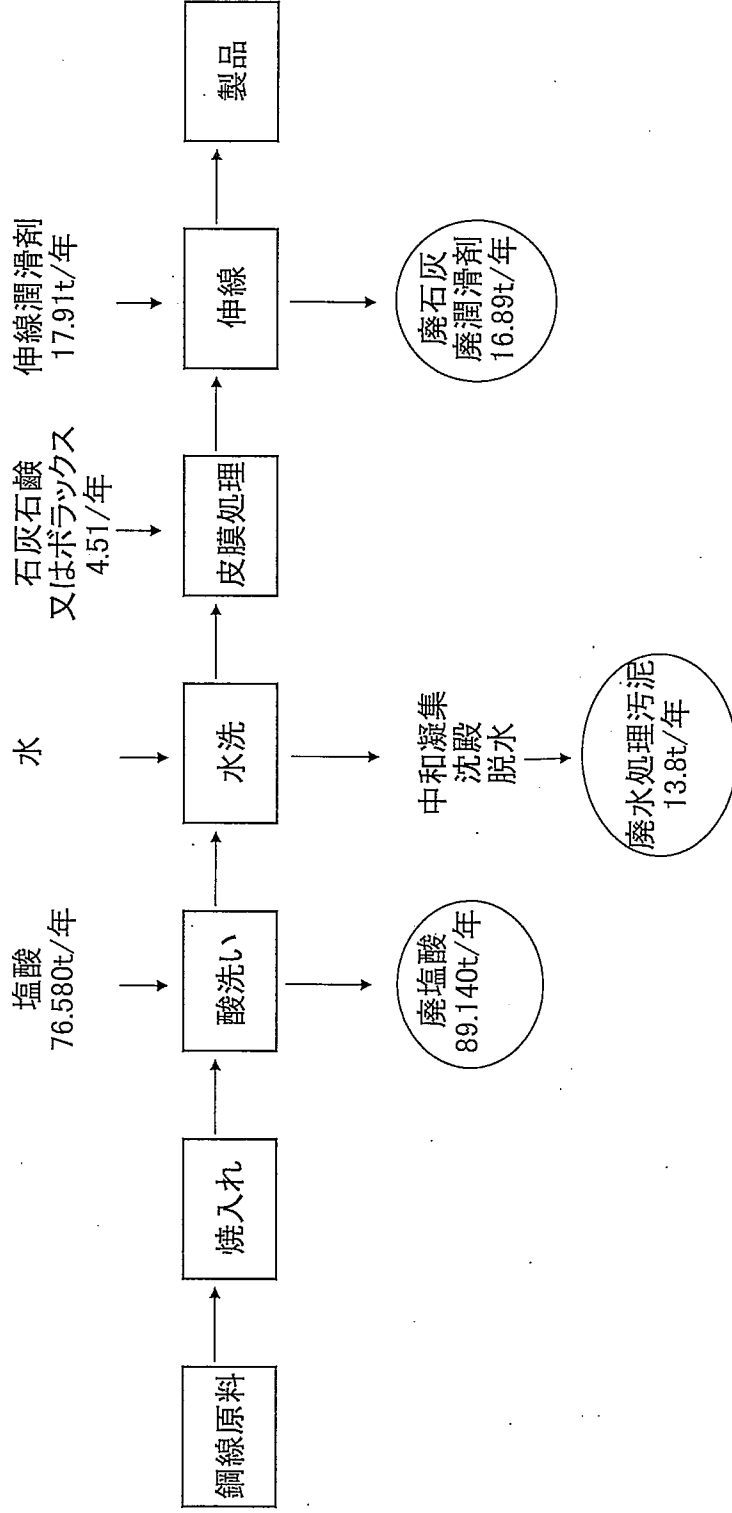 塩酸
76.580t/年
水
石灰石鹸
又はボラックス
4.51/年
伸線潤滑剤
17.91t/年
鋼線原料
焼入れ
酸洗い
水洗
皮膜処理
伸線
製品
廃塩酸
89.140t/年
中和凝集
沈殿
脱水
廃水処理汚泥
13.8t/年
廃石灰
廃潤滑剤
16.89t/年